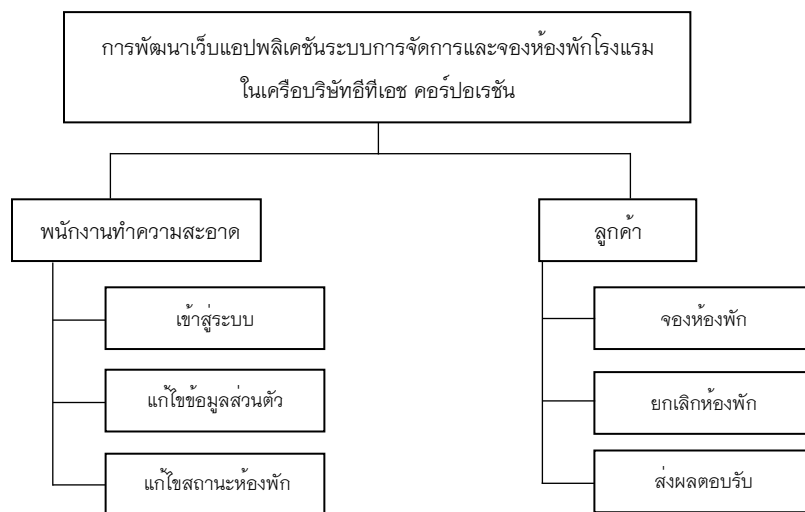 การพัฒนาเว็บแอปพลิเคชันระบบการจัดการและจองห้องพักโรงแรม
ในเครือบริษัทอีทีเอช คอร์ปอเรชัน
พนักงานทำความสะอาด
ลูกค้า
เข้าสู่ระบบ
จองห้องพัก
แก้ไขข้อมูลส่วนตัว
ยกเลิกห้องพัก
แก้ไขสถานะห้องพัก
ส่งผลตอบรับ